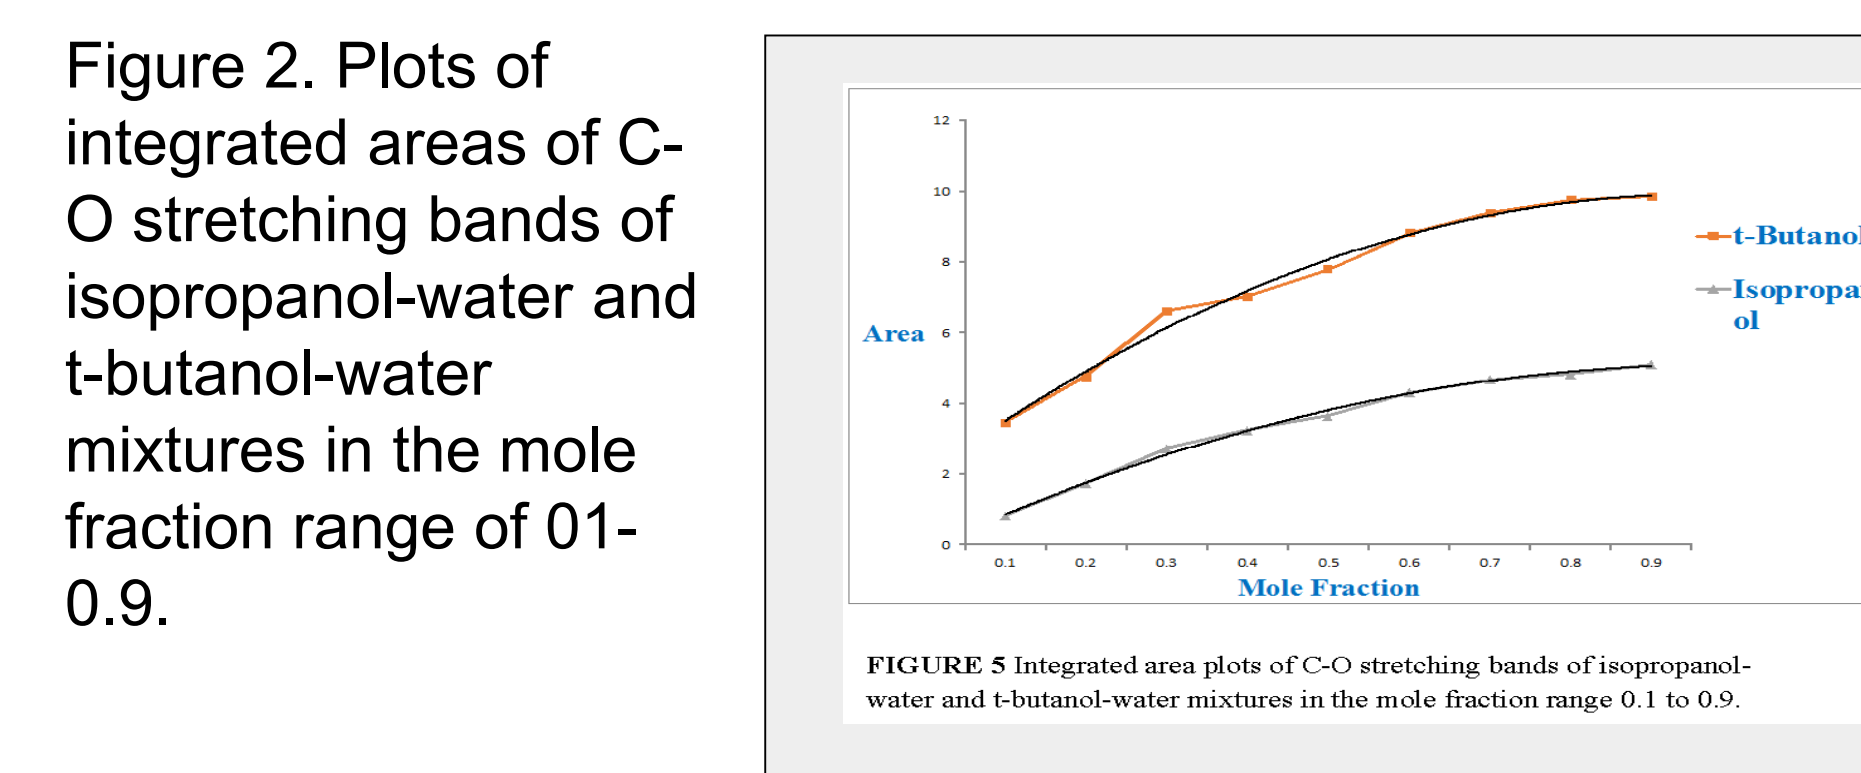 Figure 2. Plots of
integrated areas of C-
O stretching bands of
isopropanol-water and
t-butanol-water
mixtures in the mole
fraction range of 01-
0.9.
12
10
8
6
4
2
0
Area
0.1 0.2 0.3 0.4 0.5 0.6 0.7 0.8 0.9
Mole Fraction
t-Butanol
Isopropan
ol
FIGURE 5 Integrated area plots of C-O stretching bands of isopropanol-
water and t-butanol-water mixtures in the mole fraction range 0.1 to 0.9.